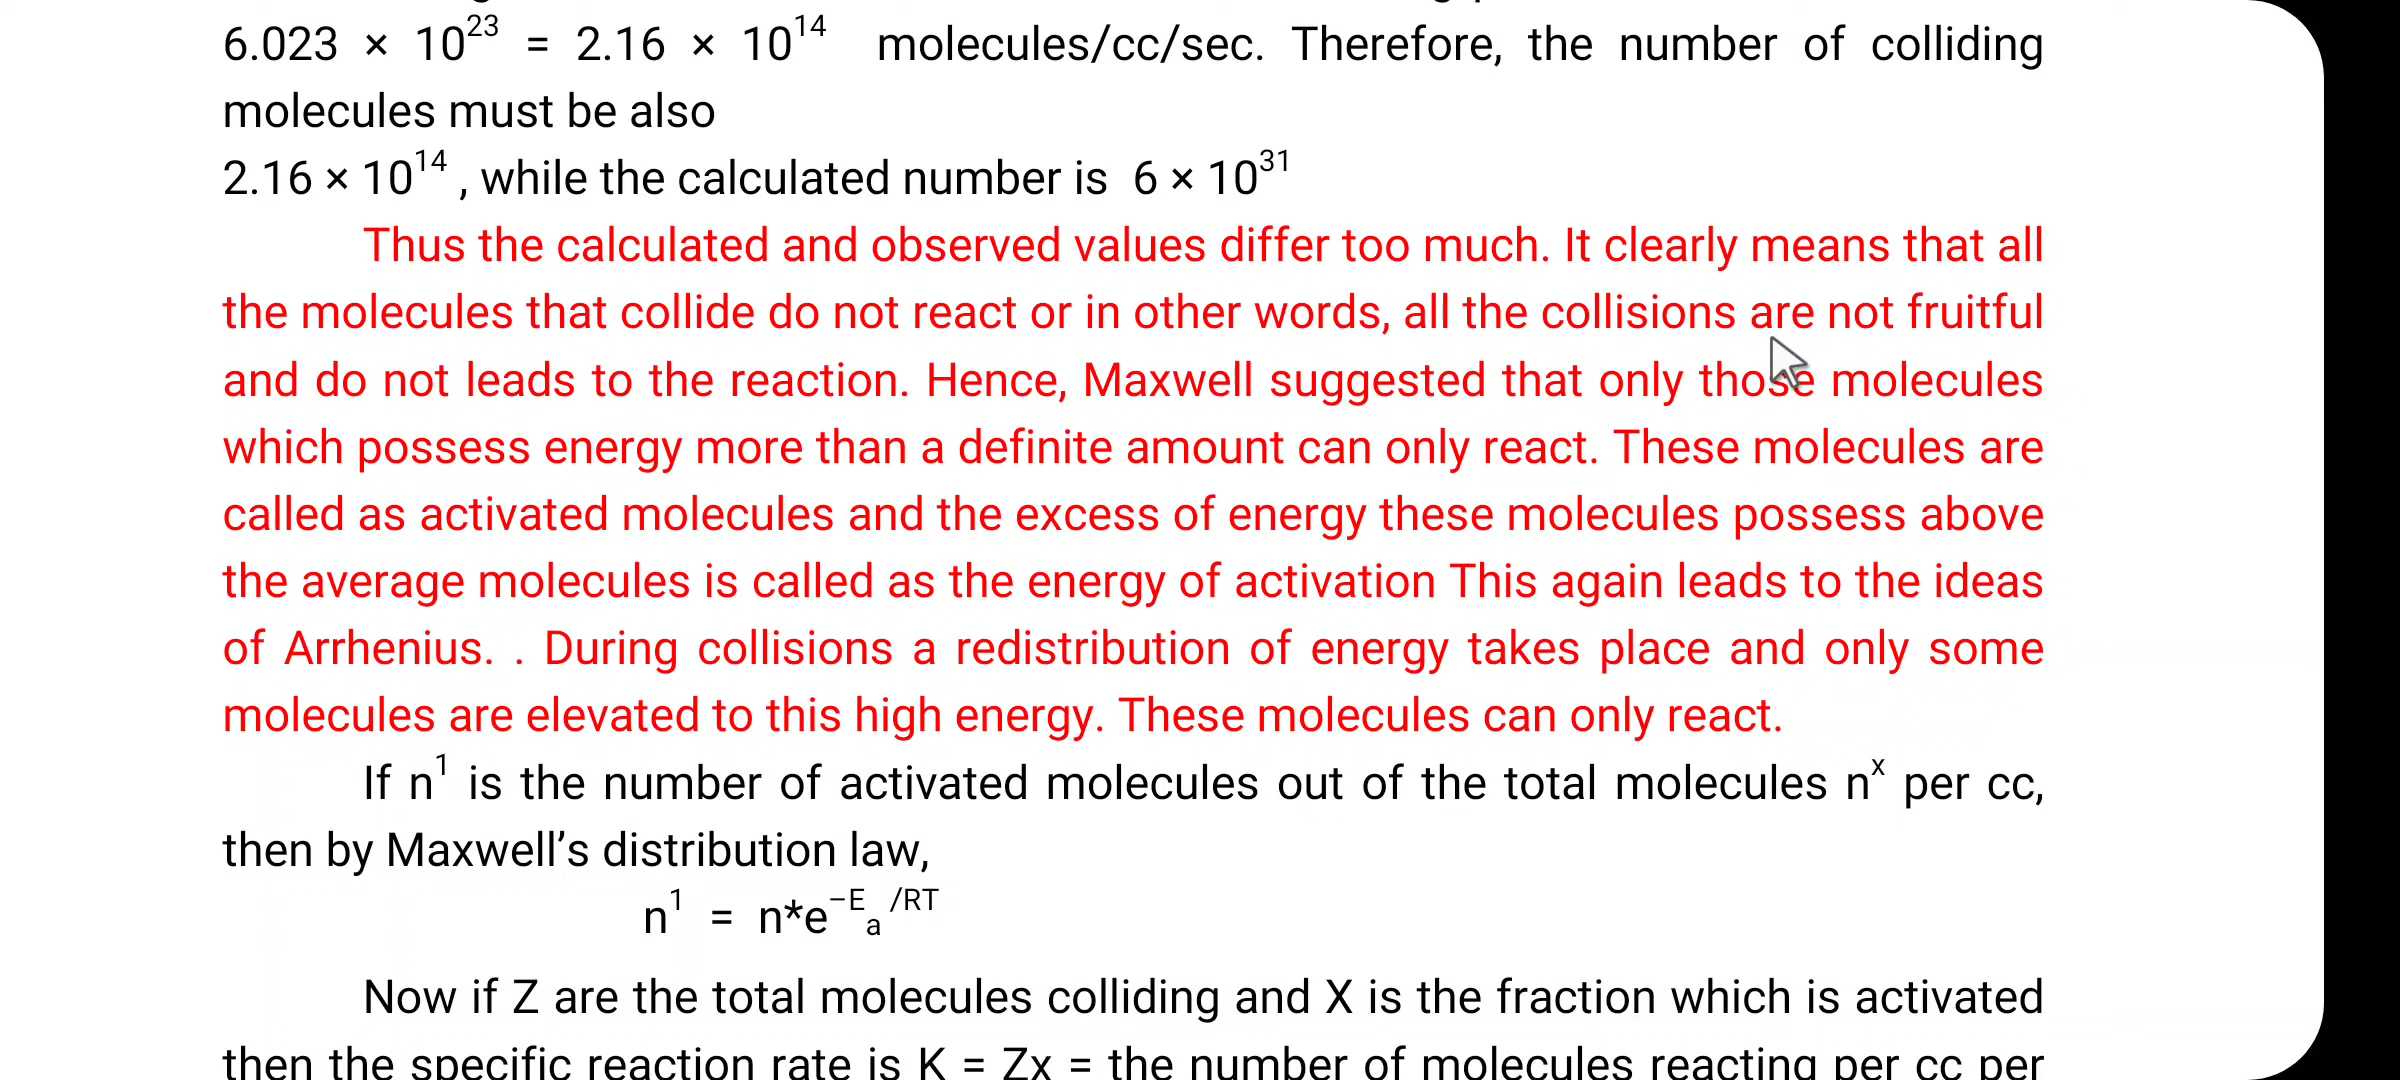 6.023 × 10²³ = 2.16 × 10¹⁴ molecules/cc/sec. Therefore, the number of colliding
molecules must be also
2.16 × 10¹⁴ , while the calculated number is 6 × 10³¹
Thus the calculated and observed values differ too much. It clearly means that all
the molecules that collide do not react or in other words, all the collisions are not fruitful
and do not leads to the reaction. Hence, Maxwell suggested that only those molecules
which possess energy more than a definite amount can only react. These molecules are
called as activated molecules and the excess of energy these molecules possess above
the average molecules is called as the energy of activation This again leads to the ideas
of Arrhenius. . During collisions a redistribution of energy takes place and only some
molecules are elevated to this high energy. These molecules can only react.
If n¹ is the number of activated molecules out of the total molecules nˣ per cc,
then by Maxwell’s distribution law,
n¹ = n*e⁻ᴱₐ /ᴿᵀ
Now if Z are the total molecules colliding and X is the fraction which is activated
then the specific reaction rate is K = Zx = the number of molecules reacting per cc per